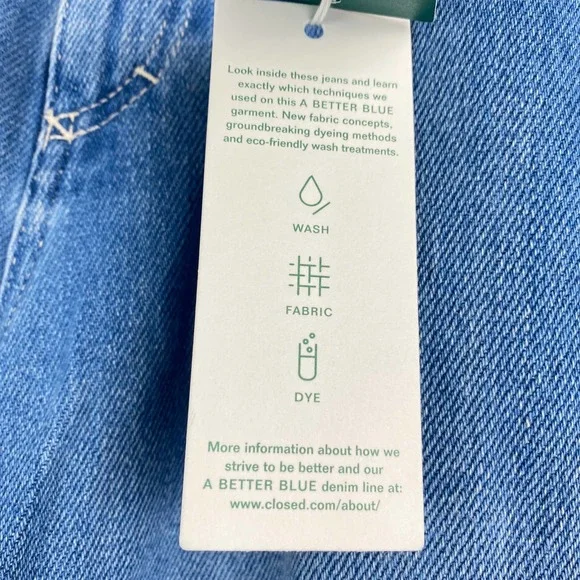 Look inside these jeans and learn
exactly which techniques we
used on this A BETTER BLUE
garment. New fabric concepts,
groundbreaking dyeing methods
and eco-friendly wash treatments.
WASH
FABRIC
DYE
More information about how we
strive to be better and our
A BETTER BLUE denim line at:
www.closed.com/about/